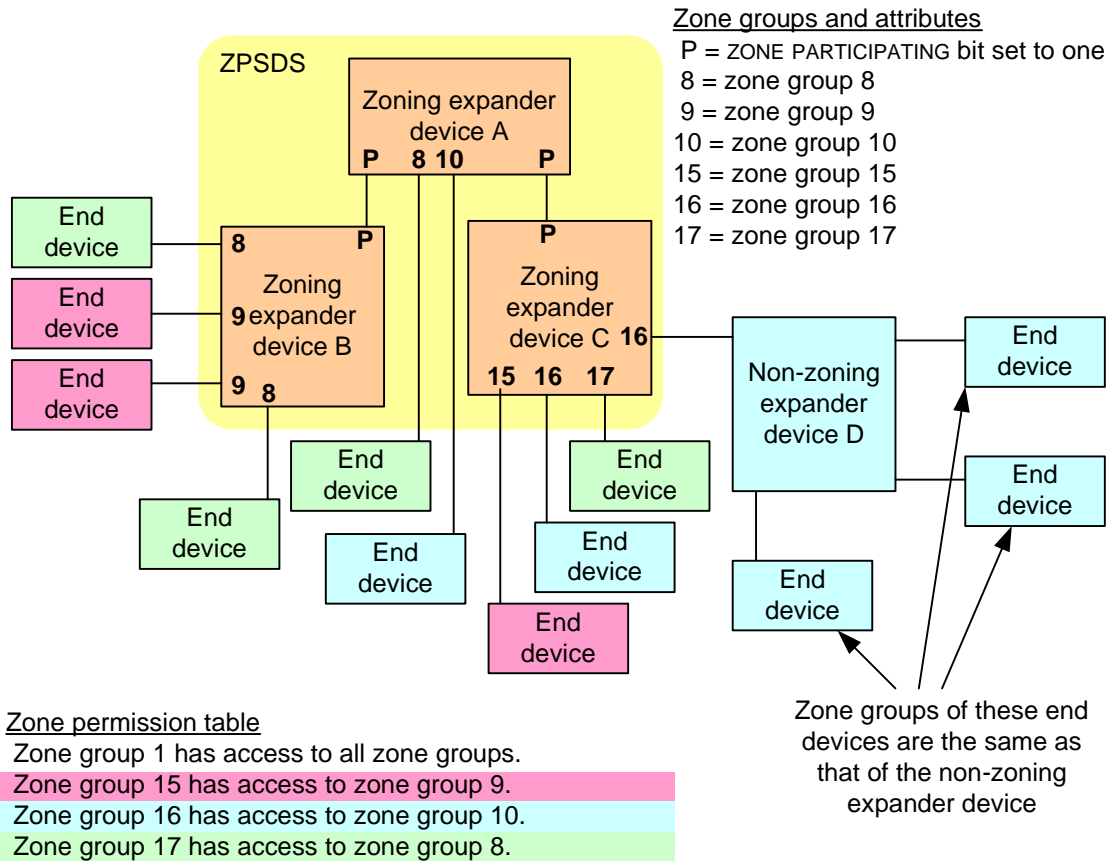 Zone groups and attributes
P = ZONE PARTICIPATING bit set to one
8 = zone group 8
9 = zone group 9
10 = zone group 10
15 = zone group 15
16 = zone group 16
17 = zone group 17
ZPSDS
Zoning expander
device A
P 8 10 P
End
device
End
device
End
device
8
9
9
8
P
Zoning
expander
device B
P
Zoning
expander
device C
16
15 16 17
Non-zoning
expander
device D
End
device
End
device
End
device
End
device
End
device
End
device
End
device
End
device
End
device
End
device
Zone groups of these end
devices are the same as
that of the non-zoning
expander device
Zone permission table
Zone group 1 has access to all zone groups.
Zone group 15 has access to zone group 9.
Zone group 16 has access to zone group 10.
Zone group 17 has access to zone group 8.